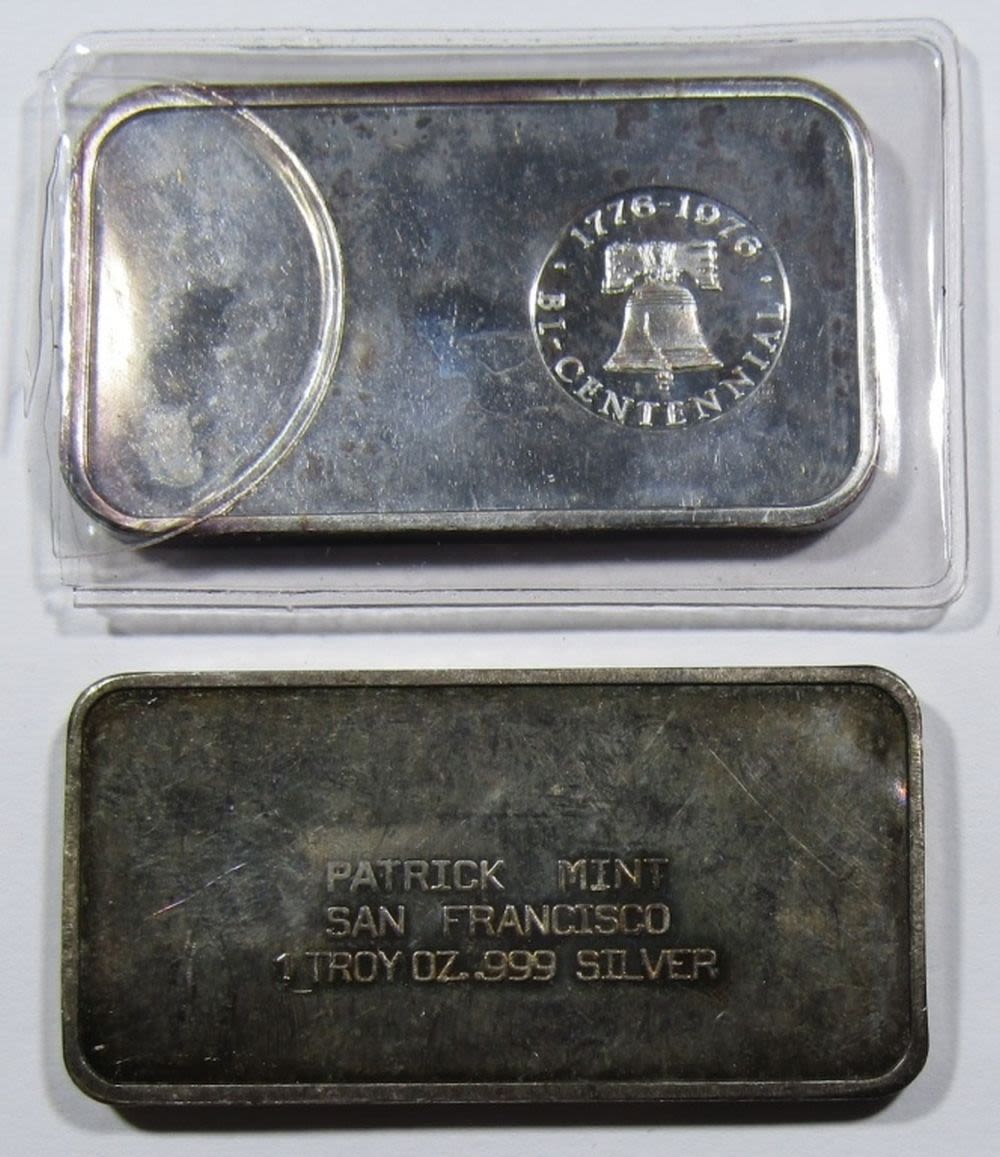 1776-1976
BI-CENTENNIAL
PATRICK MINT
SAN FRANCISCO
1 TROY OZ. .999 SILVER